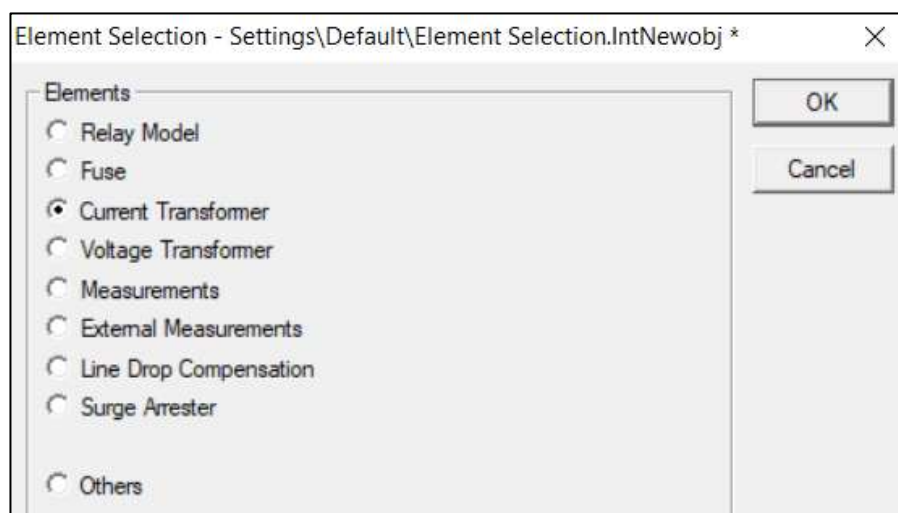 Element Selection - Settings\Default\Element Selection.IntNewobj *
Elements
OK
Relay Model
Fuse
Cancel
Current Transformer
Voltage Transformer
Measurements
External Measurements
Line Drop Compensation
Surge Arrester
Others